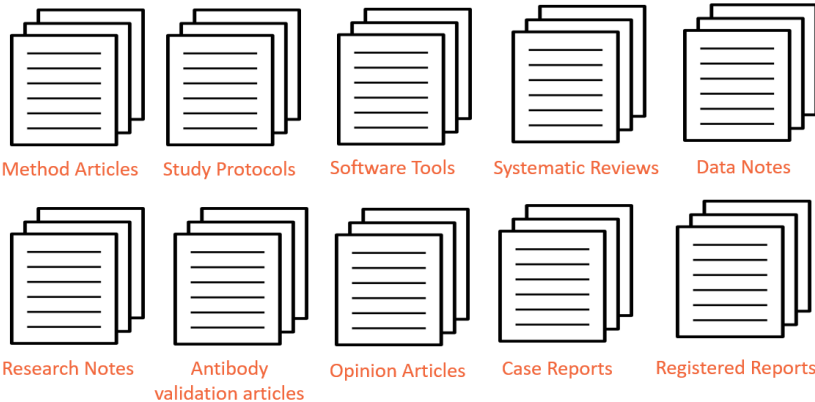 Method Articles
Study Protocols
Software Tools
Systematic Reviews
Data Notes
Research Notes
Antibody
validation articles
Opinion Articles
Case Reports
Registered Reports